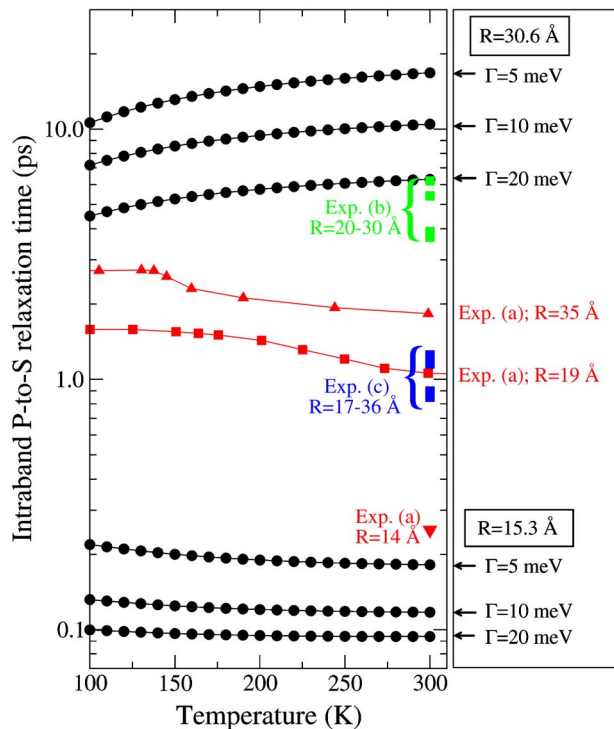 Intraband P-to-S relaxation time (ps)
10.0
1.0
0.1
100
150
200
250
300
Temperature (K)
Exp. (b)
R=20-30 Å
Exp. (c)
R=17-36 Å
Exp. (a)
R=14 Å
R=30.6 Å
Γ=5 meV
Γ=10 meV
Γ=20 meV
Exp. (a); R=35 Å
Exp. (a); R=19 Å
R=15.3 Å
Γ=5 meV
Γ=10 meV
Γ=20 meV